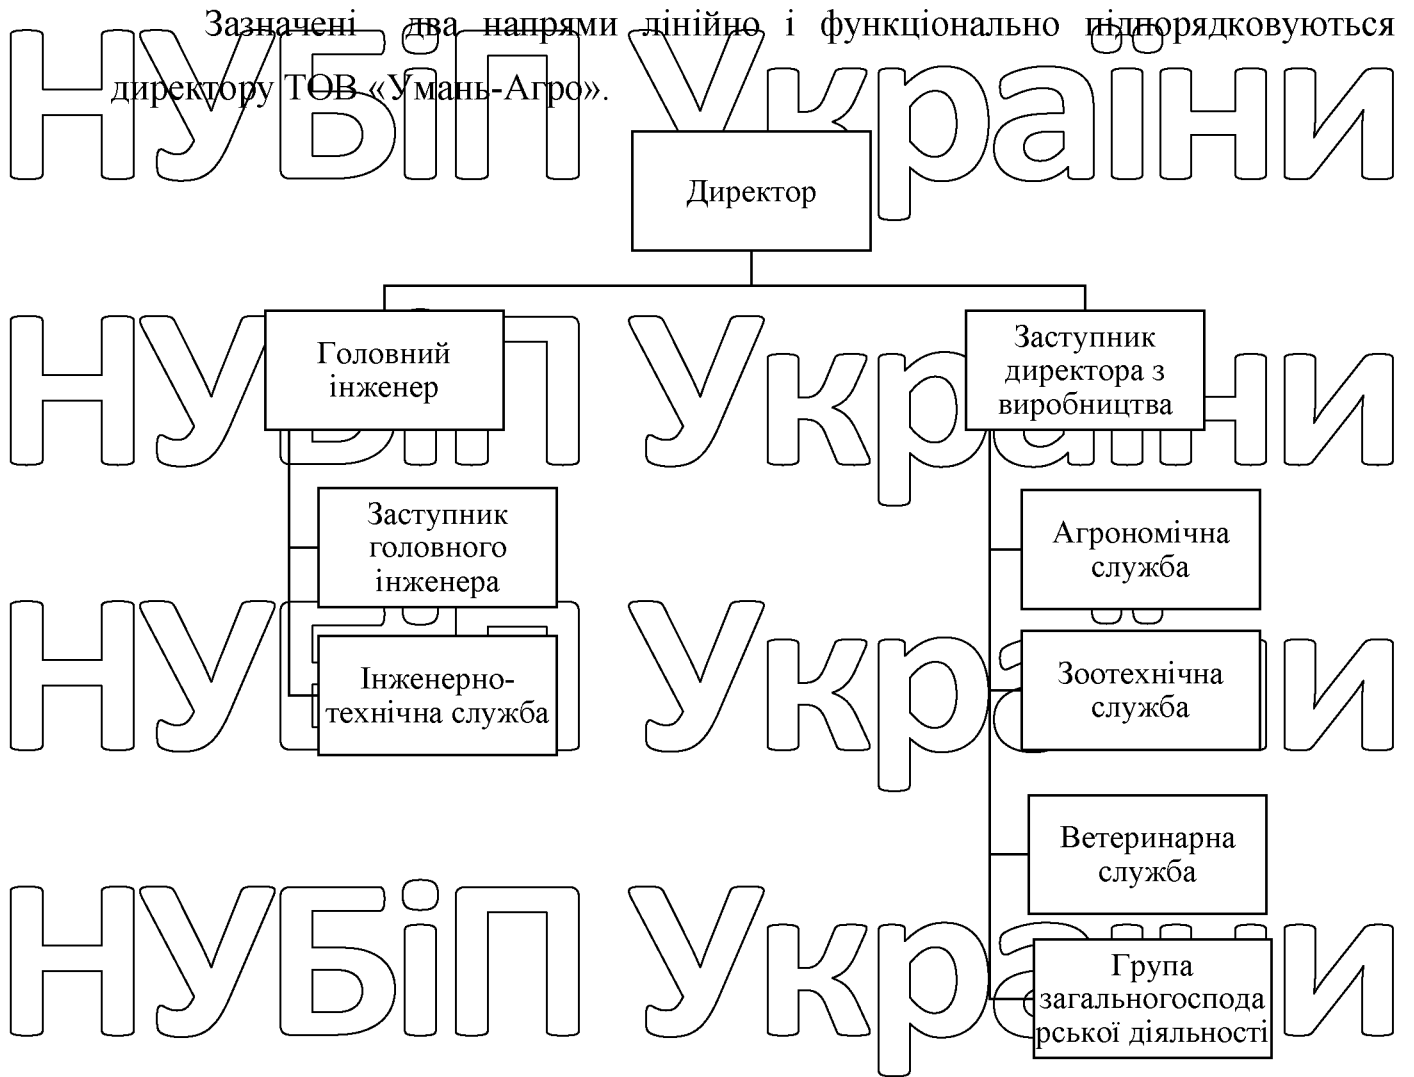 Зазначені два напрями лінійно і функціонально підпорядковуються
директору ТОВ «Умань-Агро».
НУБіП України
Директор
НУБіП України
Головний
інженер
Заступник
директора з
виробництва
Заступник
головного
інженера
Агрономічна
служба
НУБіП України
Інженерно-
технічна служба
Зоотехнічна
служба
Ветеринарна
служба
НУБіП України
Група
загальногоспода
рської діяльності